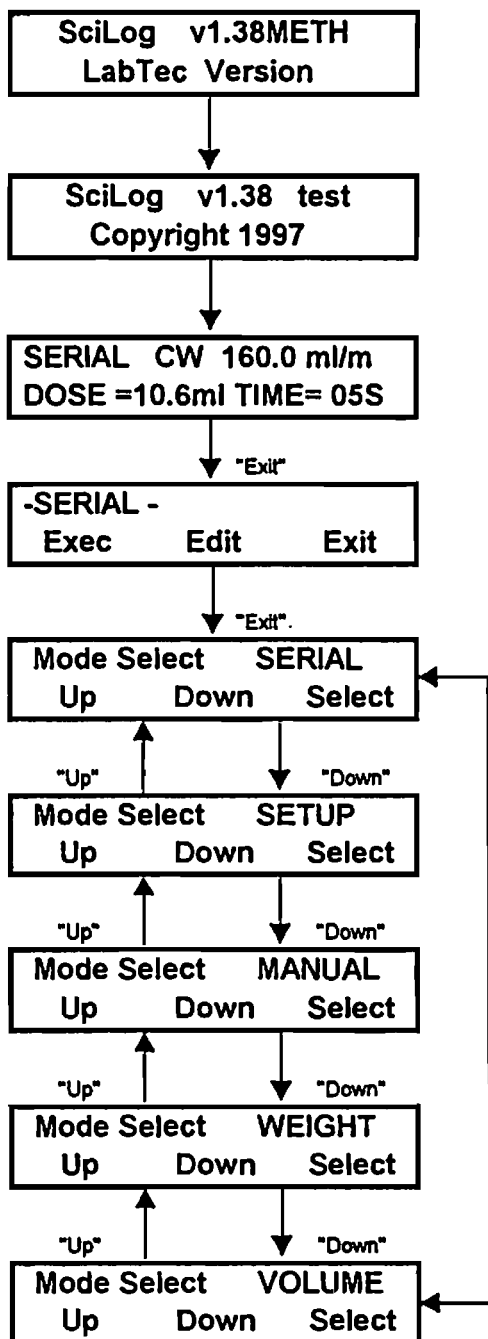 SciLog v1.38METH
LabTec Version
SciLog v1.38 test
Copyright 1997
SERIAL CW 160.0 ml/m
DOSE =10.6ml TIME= 05S
"Exit"
-SERIAL -
Exec Edit Exit
"Exit".
Mode Select SERIAL
Up Down Select
"Up" "Down"
Mode Select SETUP
Up Down Select
"Up" "Down"
Mode Select MANUAL
Up Down Select
"Up" "Down"
Mode Select WEIGHT
Up Down Select
"Up" "Down"
Mode Select VOLUME
Up Down Select